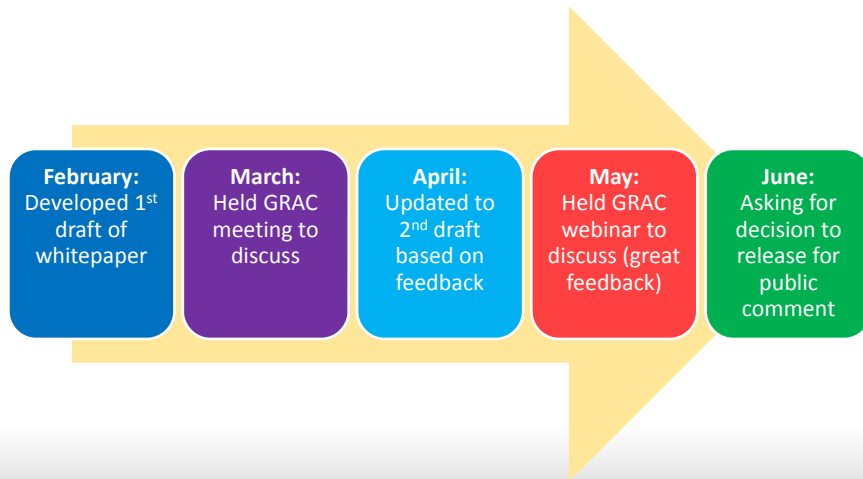 February:
Developed 1st
draft of
whitepaper
March:
Held GRAC
meeting to
discuss
April:
Updated to
2nd draft
based on
feedback
May:
Held GRAC
webinar to
discuss (great
feedback)
June:
Asking for
decision to
release for
public
comment